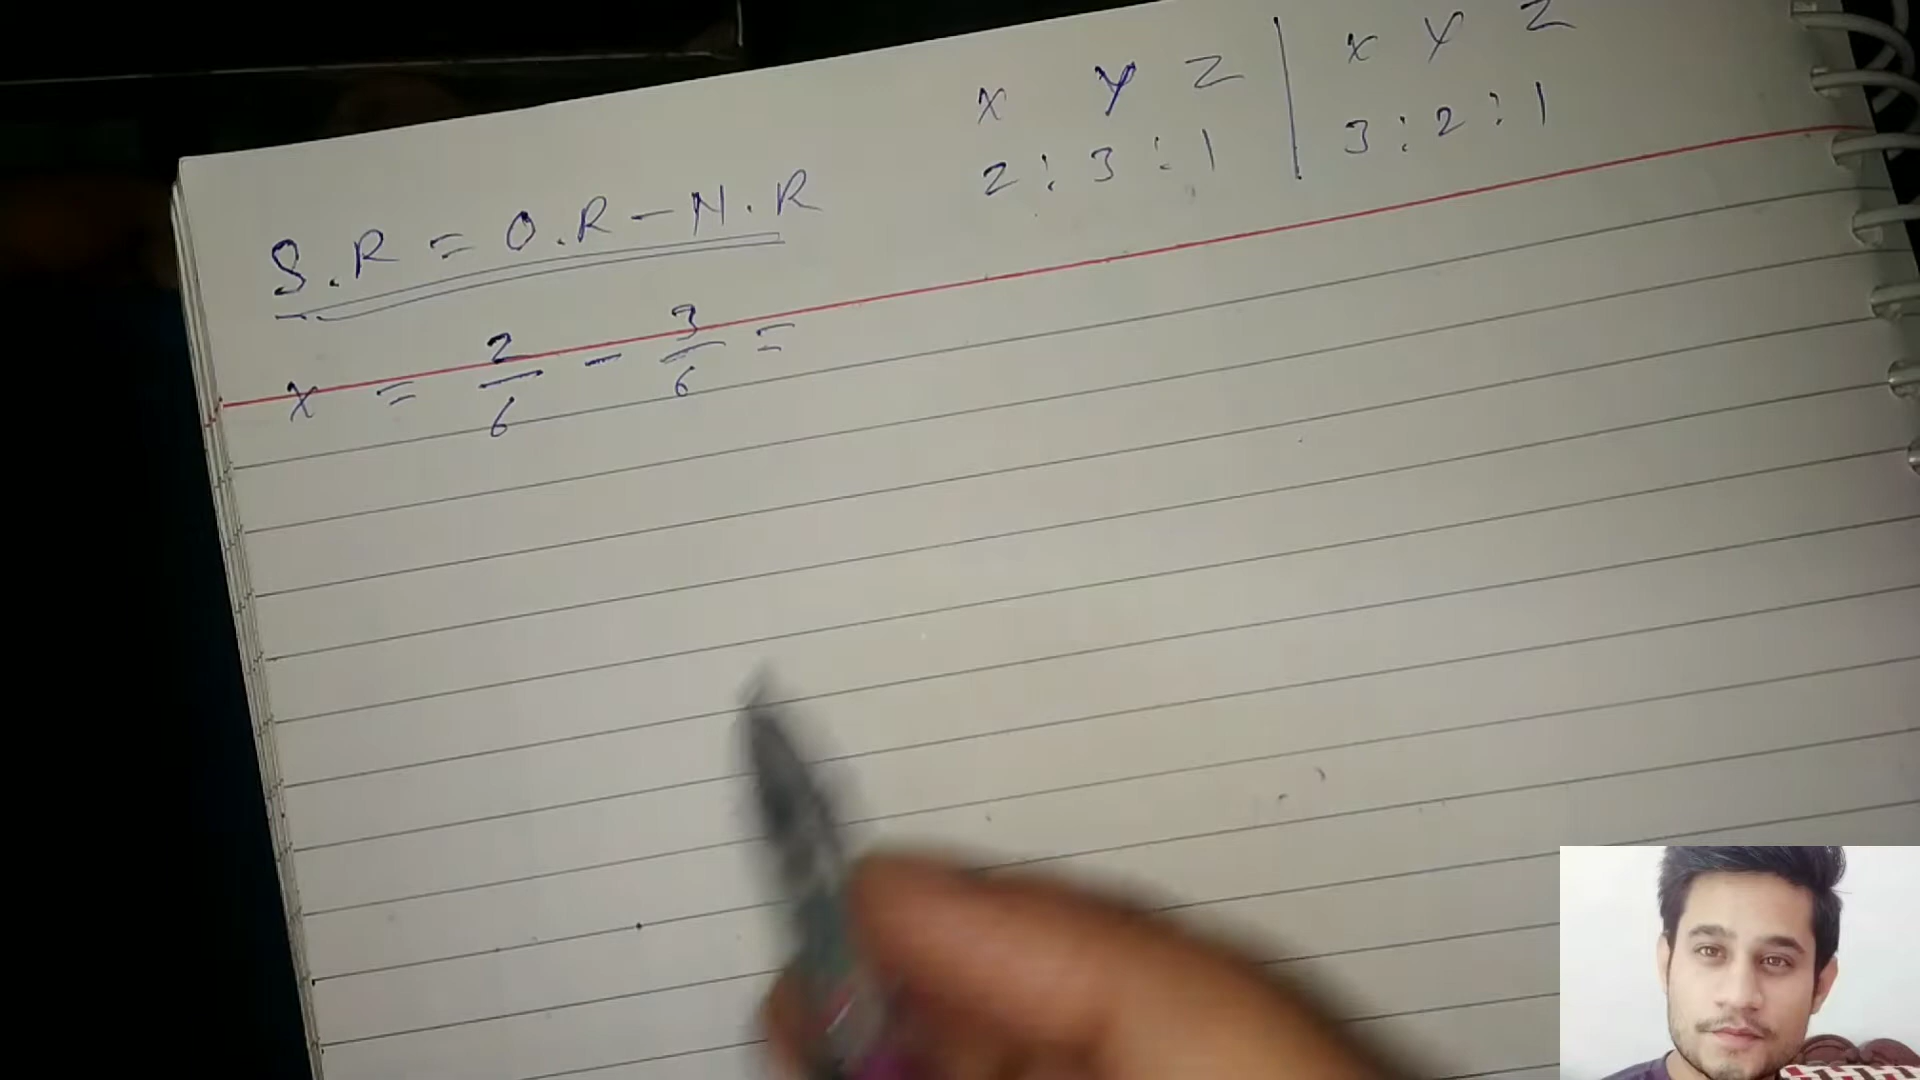 X Y Z | X Y Z
2 : 3 : 1 | 3 : 2 : 1
S.R = O.R - N.R
X = 2/6 - 3/6 =